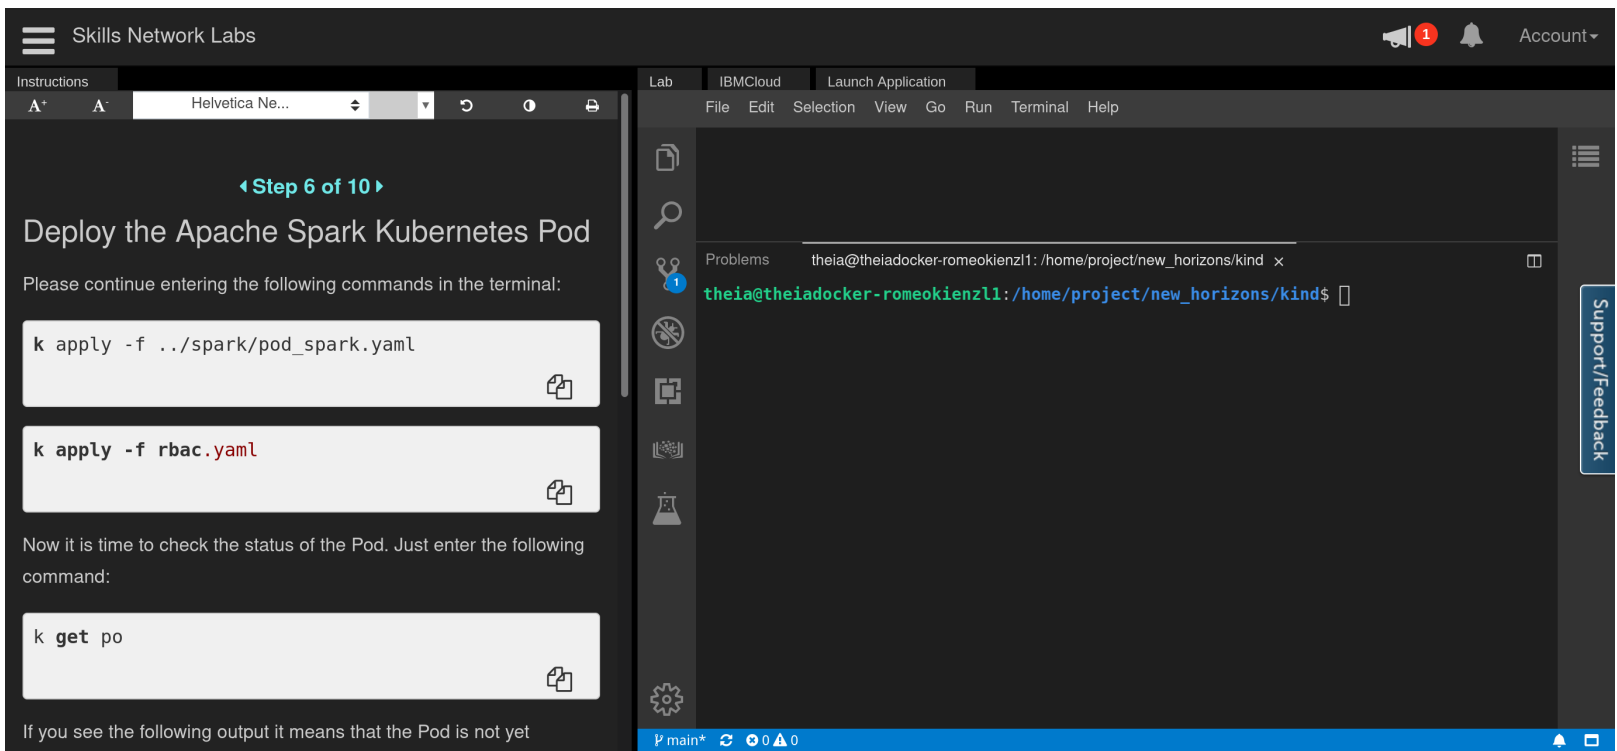 Skills Network Labs
1
Account
Instructions
A+ A- Helvetica Ne...
Step 6 of 10
Deploy the Apache Spark Kubernetes Pod
Please continue entering the following commands in the terminal:
k apply -f ../spark/pod_spark.yaml
k apply -f rbac.yaml
Now it is time to check the status of the Pod. Just enter the following
command:
k get po
If you see the following output it means that the Pod is not yet
Lab IBMCloud Launch Application
File Edit Selection View Go Run Terminal Help
1
Problems theia@theiadocker-romeokienzl1: /home/project/new_horizons/kind ×
theia@theiadocker-romeokienzl1:/home/project/new_horizons/kind$
Support/Feedback
main* 0 0